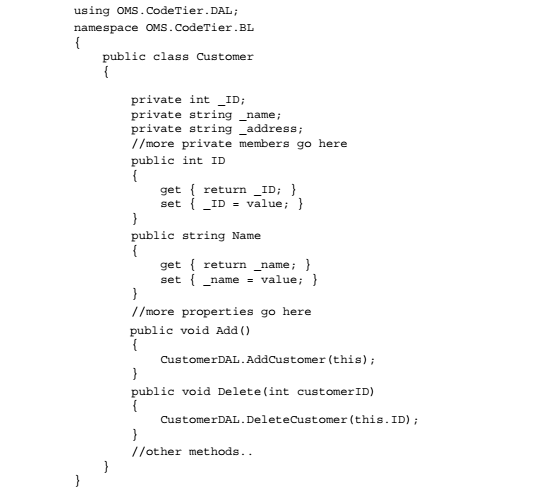 using OMS.CodeTier.DAL;
namespace OMS.CodeTier.BL
{
    public class Customer
    {
        private int _ID;
        private string _name;
        private string _address;
        //more private members go here
        public int ID
        {
            get { return _ID; }
            set { _ID = value; }
        }
        public string Name
        {
            get { return _name; }
            set { _name = value; }
        }
        //more properties go here
        public void Add()
        {
            CustomerDAL.AddCustomer(this);
        }
        public void Delete(int customerID)
        {
            CustomerDAL.DeleteCustomer(this.ID);
        }
        //other methods..
    }
}